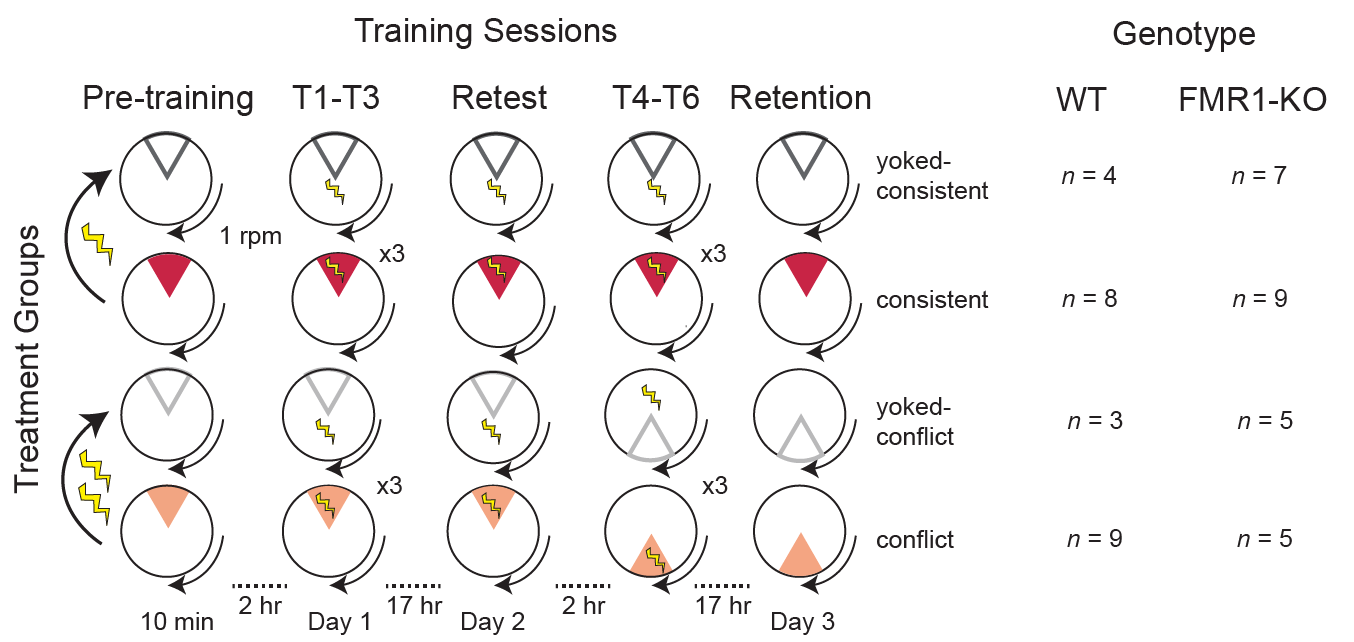 Training Sessions
Genotype
Pre-training
T1-T3
Retest
T4-T6
Retention
WT
FMR1-KO
Treatment Groups
yoked-
consistent
n = 4
n = 7
1 rpm
x3
x3
consistent
n = 8
n = 9
yoked-
conflict
n = 3
n = 5
x3
x3
conflict
n = 9
n = 5
10 min
2 hr
Day 1
17 hr
Day 2
2 hr
17 hr
Day 3